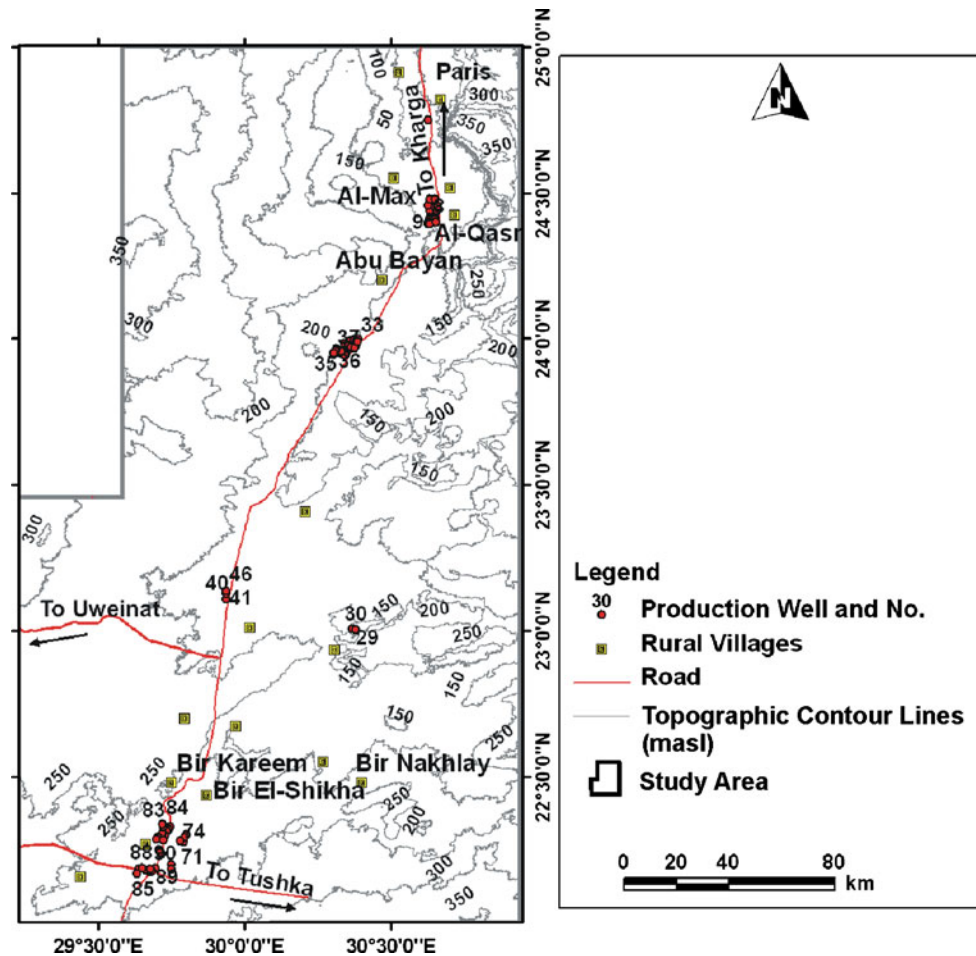 100
Paris
300
350
350
50
To Kharga
150
Al-Max
9
Al-Qasr
350
Abu Bayan
250
300
33
37
200
150
35
36
200
200
150
200
150
300
46
40
41
To Uweinat
30
150
200
29
250
150
150
150
250
Bir Kareem
Bir Nakhlay
250
250
Bir El-Shikha
250
83
84
250
200
74
88
90
71
300
To Tushka
85
89
350
25°0'0"N
24°30'0"N
24°0'0"N
23°30'0"N
23°0'0"N
22°30'0"N
29°30'0"E
30°0'0"E
30°30'0"E
N
Legend
30
Production Well and No.
Rural Villages
Road
Topographic Contour Lines
(masl)
Study Area
0 20 40 80
km